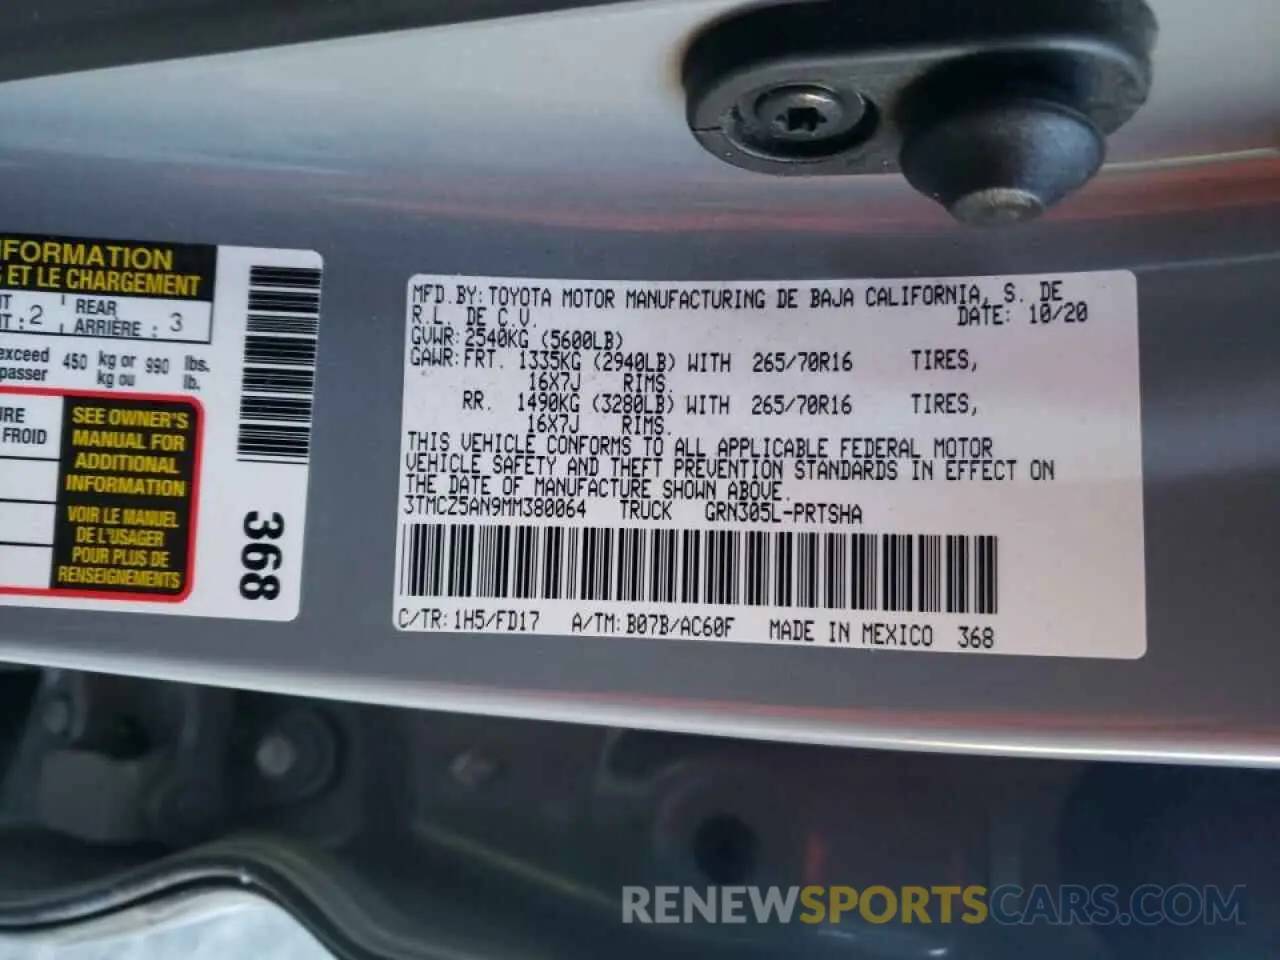 NFORMATION
ET LE CHARGEMENT
2 REAR
ARRIÈRE : 3
exceed 450 kg or 990 lbs.
passer kg ou lb.
FROID
SEE OWNER'S
MANUAL FOR
ADDITIONAL
INFORMATION
VOIR LE MANUEL
DE L'USAGER
POUR PLUS DE
RENSEIGNEMENTS
368
MFD. BY: TOYOTA MOTOR MANUFACTURING DE BAJA CALIFORNIA, S. DE
R.L. DE C.V. DATE: 10/20
GVWR: 2540KG (5600LB)
GAWR: FRT. 1335KG (2940LB) WITH 265/70R16 TIRES,
16X7J RIMS.
RR. 1490KG (3280LB) WITH 265/70R16 TIRES,
16X7J RIMS.
THIS VEHICLE CONFORMS TO ALL APPLICABLE FEDERAL MOTOR
VEHICLE SAFETY AND THEFT PREVENTION STANDARDS IN EFFECT ON
THE DATE OF MANUFACTURE SHOWN ABOVE.
3TMCZ5AN9MM380064 TRUCK GRN305L-PRTSHA
C/TR: 1H5/FD17 A/TM: B07B/AC60F MADE IN MEXICO 368
RENEWSPORTSCARS.COM